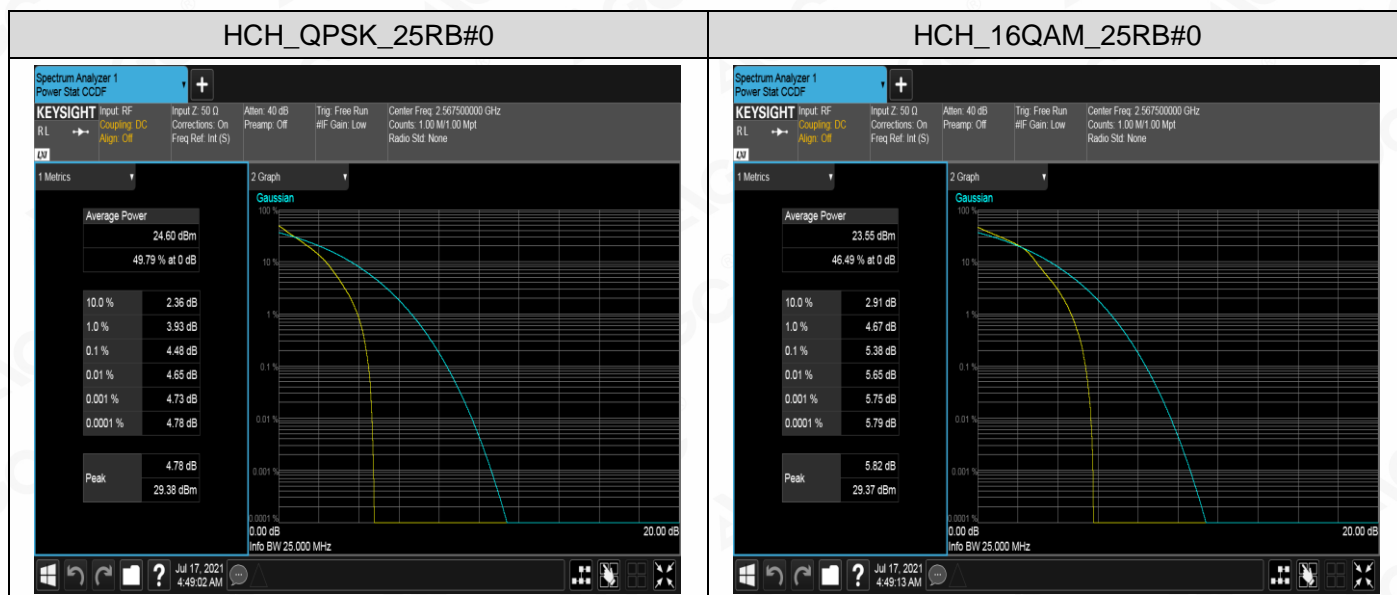 HCH_QPSK_25RB#0
Spectrum Analyzer 1
Power Stat CCDF
+
KEYSIGHT Input: RF Input Z: 50 Ω Atten: 40 dB Trig: Free Run Center Freq: 2.567500000 GHz
RL Coupling: DC Corrections: On Preamp: Off #IF Gain: Low Counts: 1.00 M/1.00 Mpt
Align: Off Freq Ref: Int (S) Radio Std: None
LXI
1 Metrics
Average Power
24.60 dBm
49.79 % at 0 dB
10.0 % 2.36 dB
1.0 % 3.93 dB
0.1 % 4.48 dB
0.01 % 4.65 dB
0.001 % 4.73 dB
0.0001 % 4.78 dB
Peak 4.78 dB
29.38 dBm
2 Graph
Gaussian
100 %
10 %
1 %
0.1 %
0.01 %
0.001 %
0.0001 %
0.00 dB 20.00 dB
Info BW 25.000 MHz
? Jul 17, 2021
4:49:02 AM
HCH_16QAM_25RB#0
Spectrum Analyzer 1
Power Stat CCDF
+
KEYSIGHT Input: RF Input Z: 50 Ω Atten: 40 dB Trig: Free Run Center Freq: 2.567500000 GHz
RL Coupling: DC Corrections: On Preamp: Off #IF Gain: Low Counts: 1.00 M/1.00 Mpt
Align: Off Freq Ref: Int (S) Radio Std: None
LXI
1 Metrics
Average Power
23.55 dBm
46.49 % at 0 dB
10.0 % 2.91 dB
1.0 % 4.67 dB
0.1 % 5.38 dB
0.01 % 5.65 dB
0.001 % 5.75 dB
0.0001 % 5.79 dB
Peak 5.82 dB
29.37 dBm
2 Graph
Gaussian
100 %
10 %
1 %
0.1 %
0.01 %
0.001 %
0.0001 %
0.00 dB 20.00 dB
Info BW 25.000 MHz
? Jul 17, 2021
4:49:13 AM